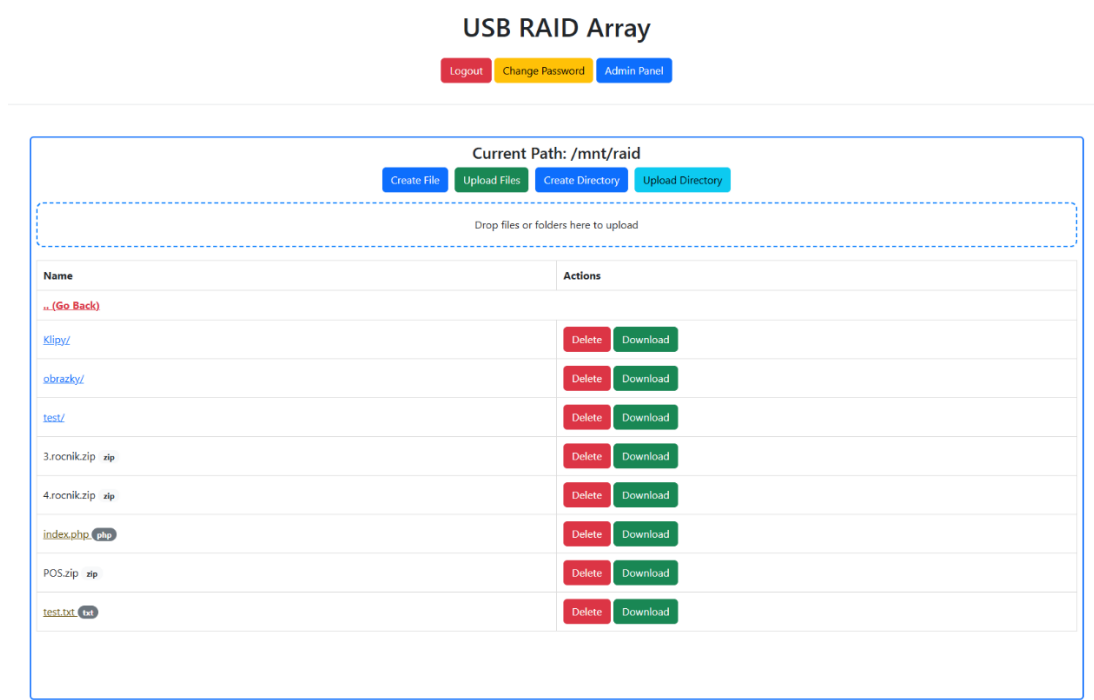 USB RAID Array
Logout Change Password Admin Panel
Current Path: /mnt/raid
Create File Upload Files Create Directory Upload Directory
Drop files or folders here to upload
Name Actions
.. (Go Back)
Klipy/ Delete Download
obrazky/ Delete Download
test/ Delete Download
3.rocnik.zip zip Delete Download
4.rocnik.zip zip Delete Download
index.php php Delete Download
POS.zip zip Delete Download
test.txt txt Delete Download